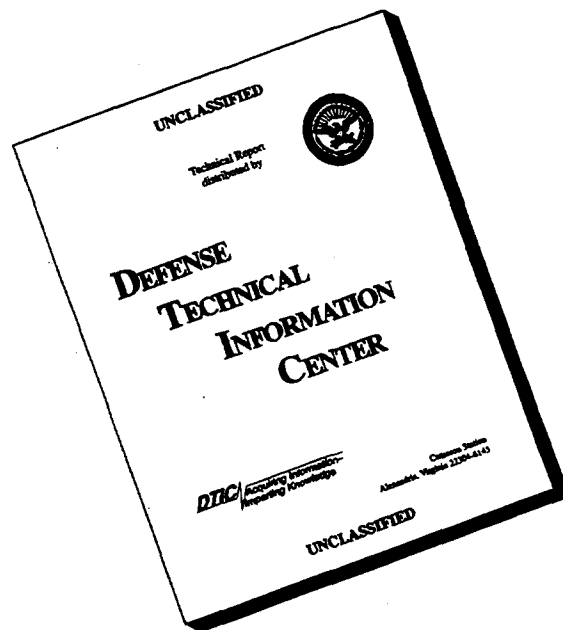 UNCLASSIFIED
Technical Report
distributed by
DEFENSE
TECHNICAL
INFORMATION
CENTER
DTIC Acquiring Information—
Imparting Knowledge
Cameron Station
Alexandria, Virginia 22304-6145
UNCLASSIFIED